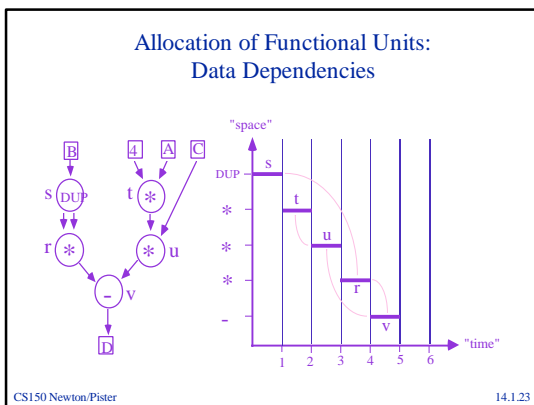 Allocation of Functional Units:
Data Dependencies
"space"
B
4
A
C
s
DUP
t
*
r
*
*
u
-
v
D
DUP
s
*
t
*
u
*
r
-
v
1
2
3
4
5
6
"time"
CS150 Newton/Pister
14.1.23